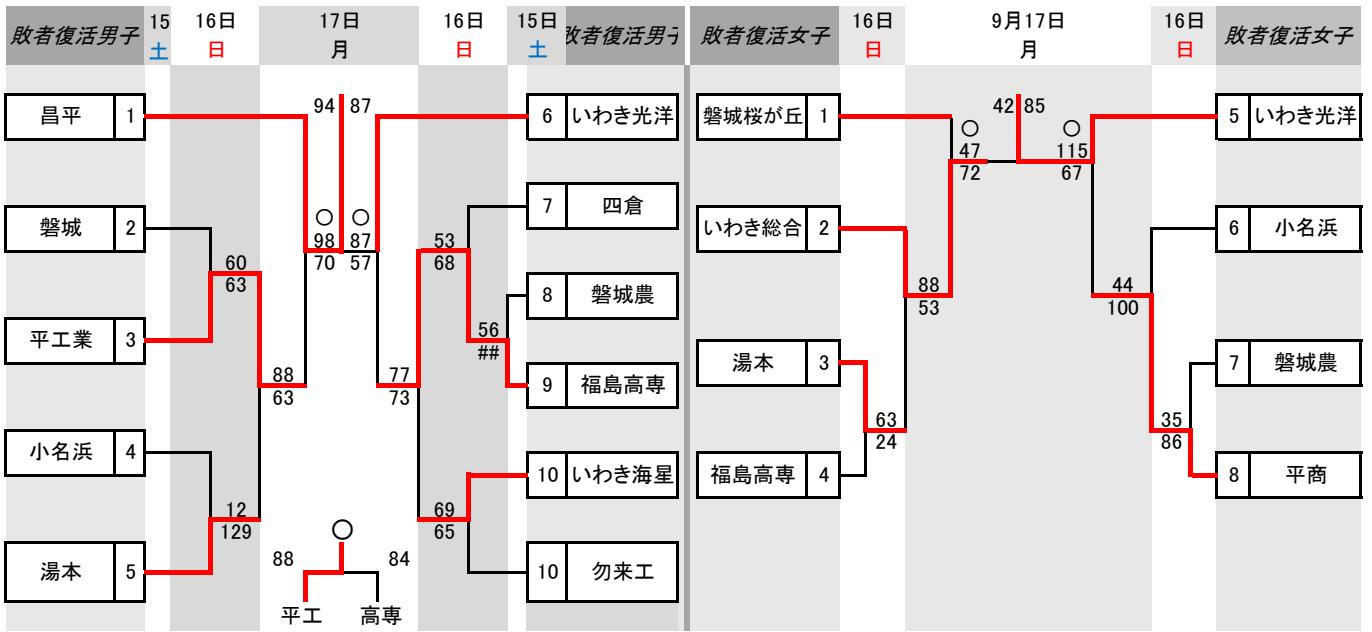 敗者復活男子 15 16日 17日 16日 15日 敗者復活男子
土 日 月 日 土
敗者復活女子 16日 9月17日 16日 敗者復活女子
日 月 日
昌平 1
磐城 2
平工業 3
小名浜 4
湯本 5
60
63
12
129
88
63
94 87
○ ○
98 87
70 57
77
73
53
68
56
##
69
65
○
88 84
平工 高専
6 いわき光洋
7 四倉
8 磐城農
9 福島高専
10 いわき海星
10 勿来工
磐城桜が丘 1
いわき総合 2
湯本 3
福島高専 4
63
24
88
53
42 85
○ ○
47 115
72 67
44
100
35
86
5 いわき光洋
6 小名浜
7 磐城農
8 平商